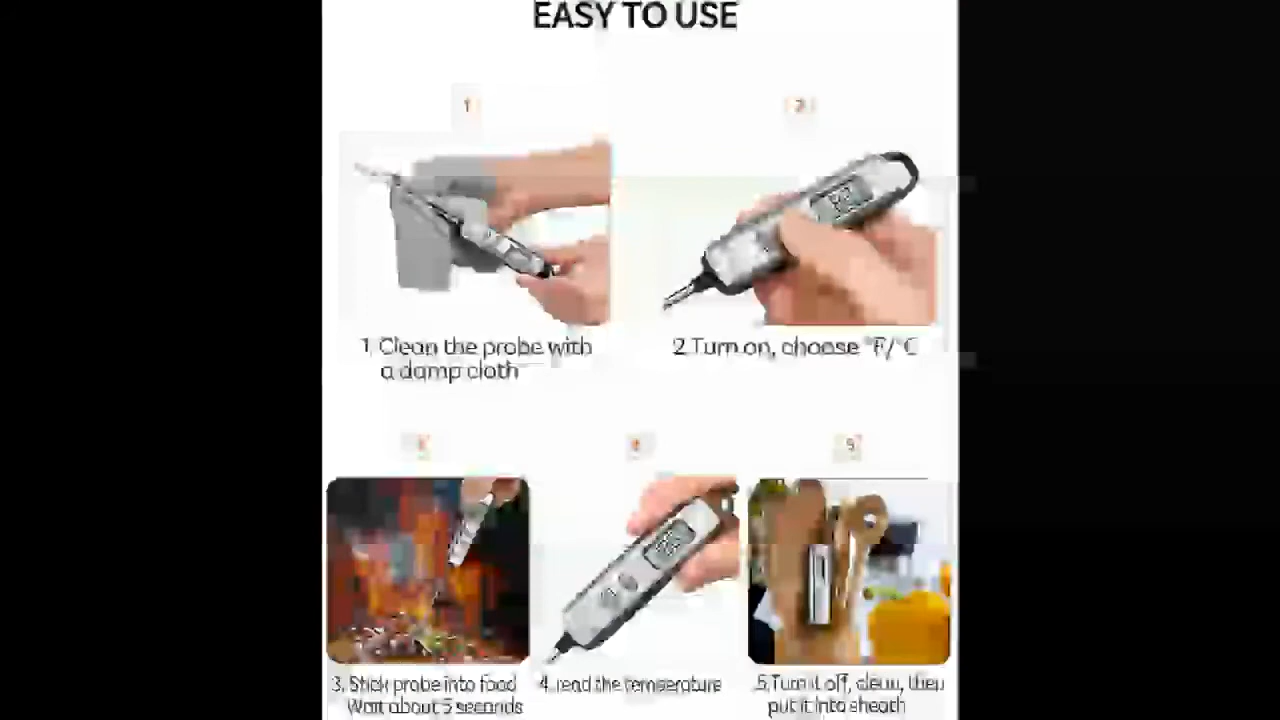 EASY TO USE
1
2
1. Clean the probe with
a damp cloth
2.Turn on, choose °F/°C
5
3. Stick probe into food
Wait about 5 seconds
4. read the temperature
5.Turn it off, clean, then
put it into sheath